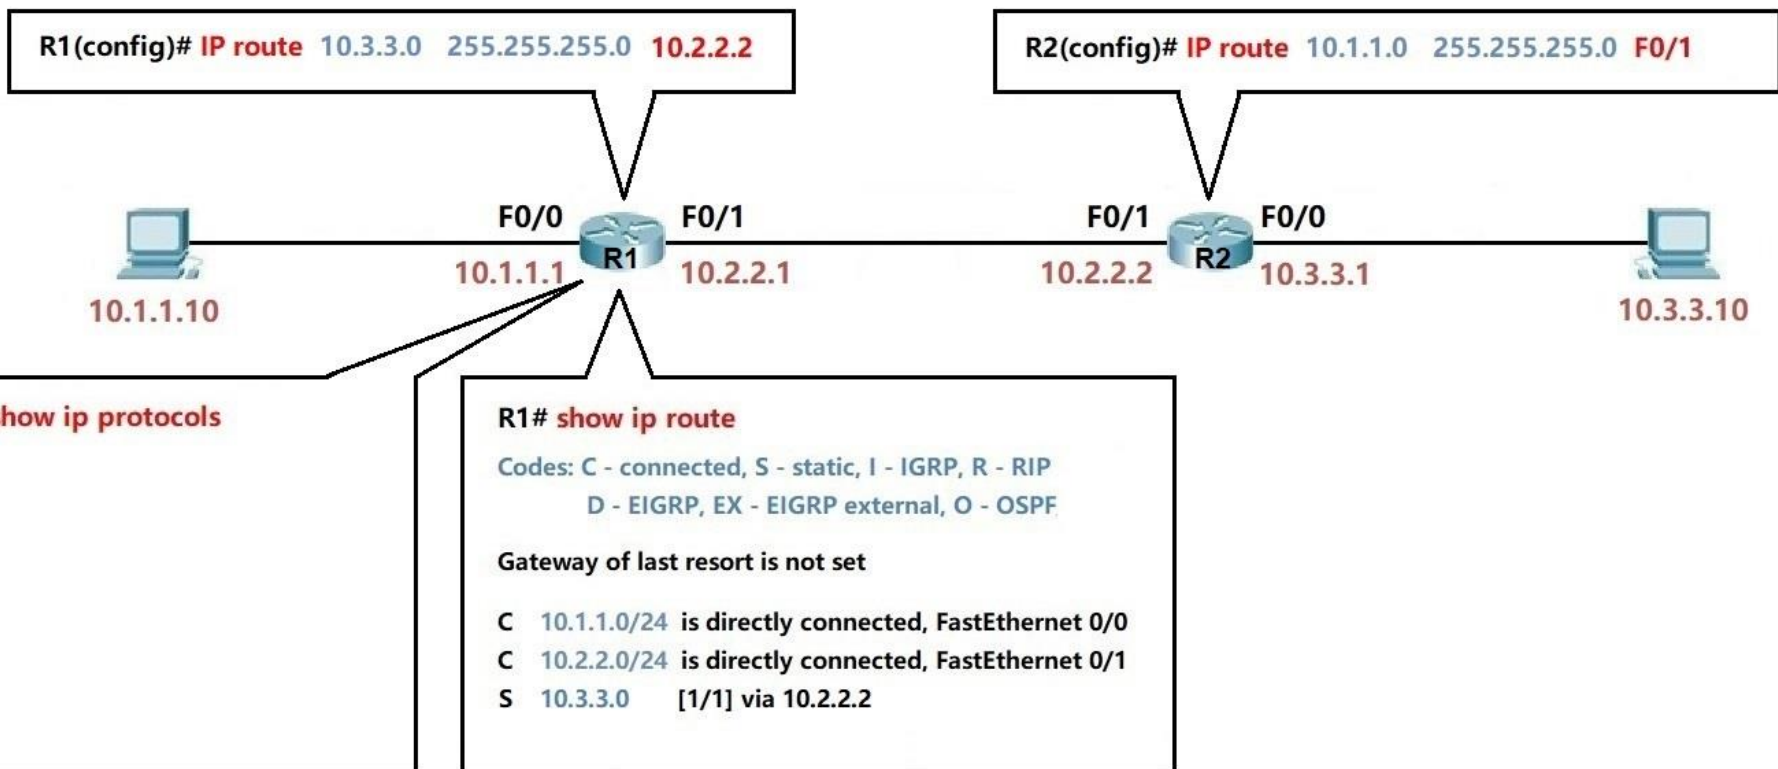 R1(config)# IP route 10.3.3.0 255.255.255.0 10.2.2.2
R2(config)# IP route 10.1.1.0 255.255.255.0 F0/1
F0/0
R1
F0/1
F0/1
R2
F0/0
10.1.1.1
10.2.2.1
10.2.2.2
10.3.3.1
10.1.1.10
10.3.3.10
how ip protocols
R1# show ip route
Codes: C - connected, S - static, I - IGRP, R - RIP
D - EIGRP, EX - EIGRP external, O - OSPF
Gateway of last resort is not set
C 10.1.1.0/24 is directly connected, FastEthernet 0/0
C 10.2.2.0/24 is directly connected, FastEthernet 0/1
S 10.3.3.0 [1/1] via 10.2.2.2